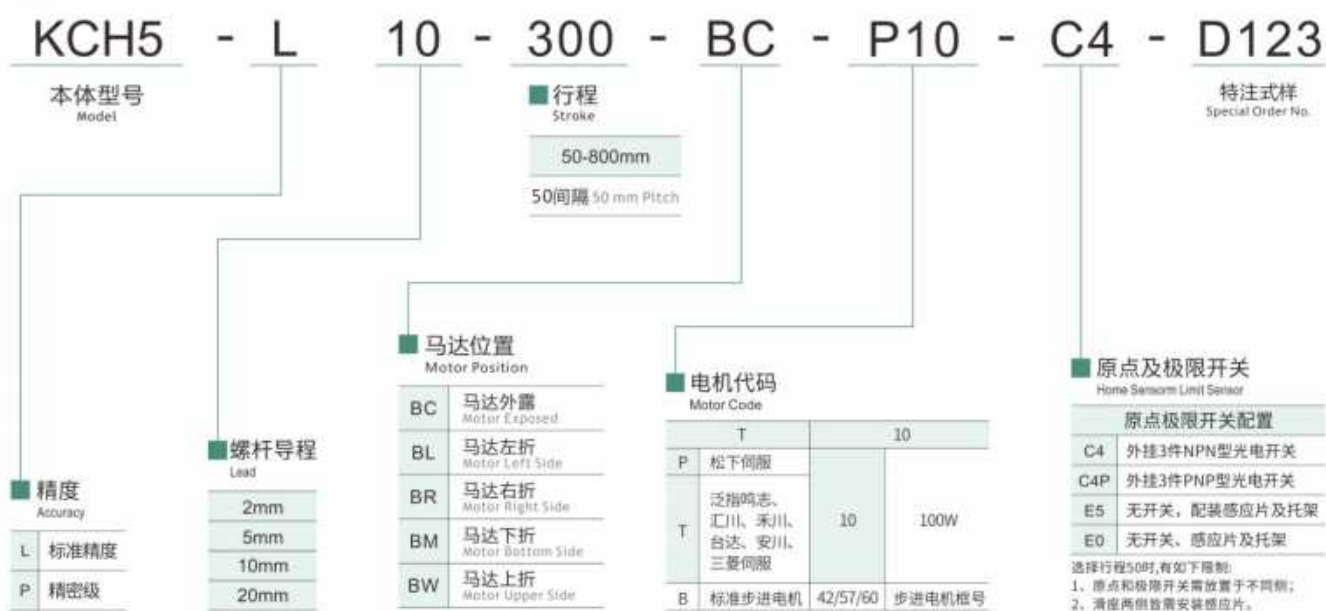 KCH5 - L 10 - 300 - BC - P10 - C4 - D123
本体型号
Model
行程
Stroke
50-800mm
50间隔 50 mm Pitch
特注式样
Special Order No.
精度
Accuracy
L 标准精度
P 精密级
螺杆导程
Lead
2mm
5mm
10mm
20mm
马达位置
Motor Position
BC 马达外露
Motor Exposed
BL 马达左折
Motor Left Side
BR 马达右折
Motor Right Side
BM 马达下折
Motor Bottom Side
BW 马达上折
Motor Upper Side
电机代码
Motor Code
T 10
P 松下伺服
T 泛指鸣志、
汇川、禾川、
台达、安川、
三菱伺服
10 100W
B 标准步进电机 42/57/60 步进电机框号
原点及极限开关
Home Sensorm Limit Sensor
原点极限开关配置
C4 外挂3件NPN型光电开关
C4P 外挂3件PNP型光电开关
E5 无开关，配装感应片及托架
E0 无开关、感应片及托架
选择行程50时,有如下限制:
1、原点和极限开关需放置于不同侧;
2、滑座两侧皆需安装感应片。